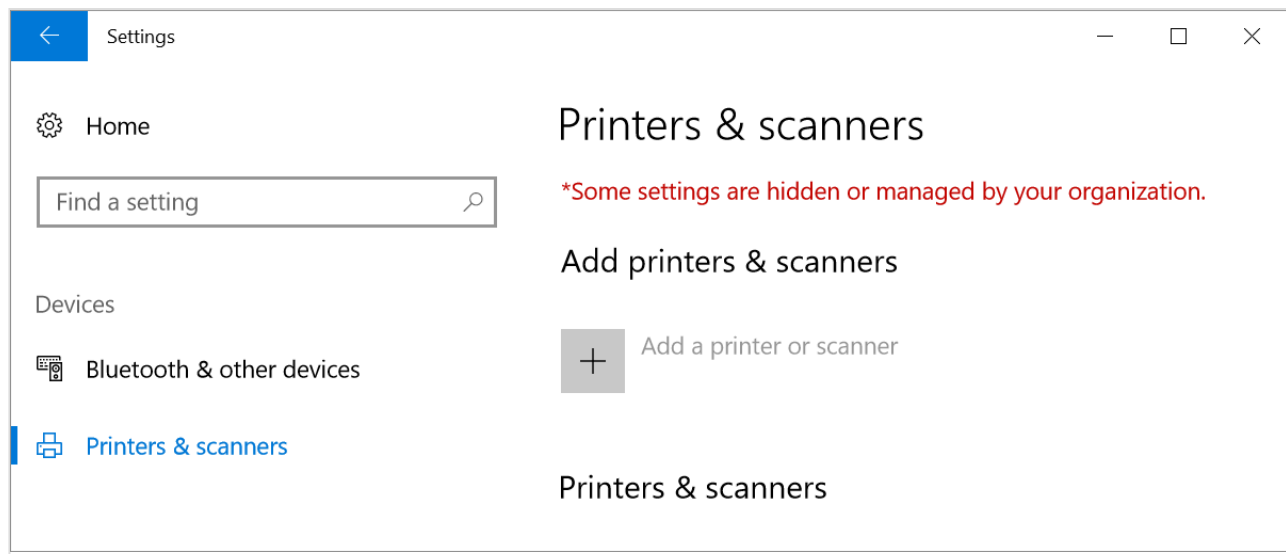 Settings
Home
Find a setting
Devices
Bluetooth & other devices
Printers & scanners
Printers & scanners
*Some settings are hidden or managed by your organization.
Add printers & scanners
Add a printer or scanner
Printers & scanners